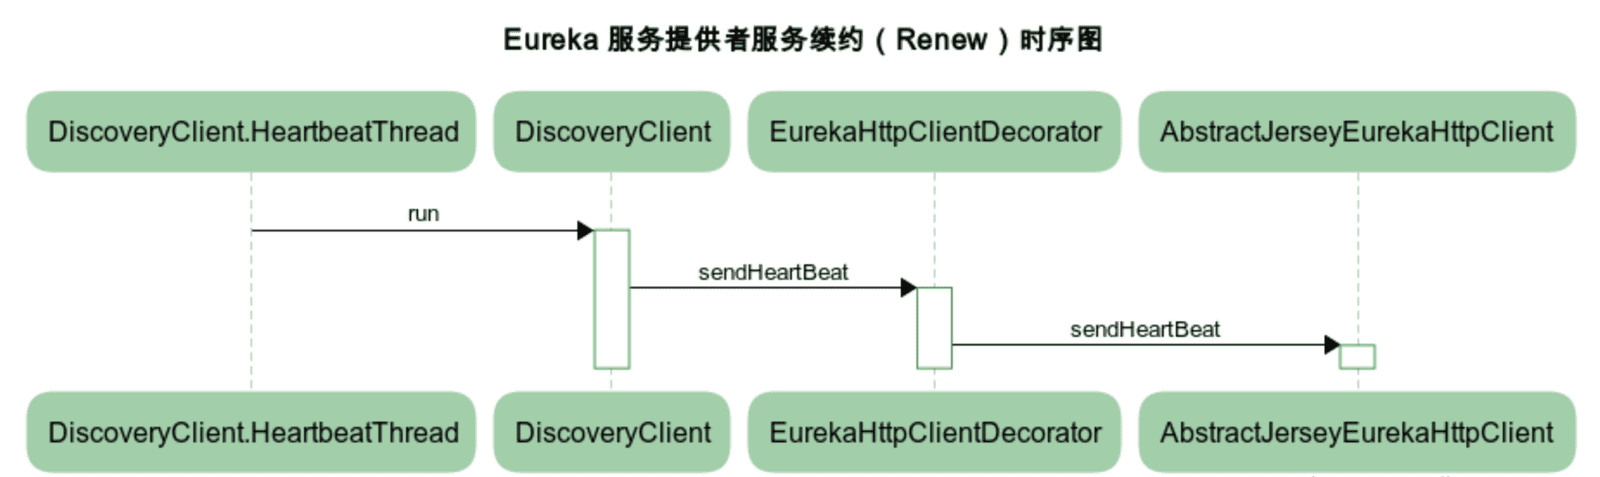 Eureka 服务提供者服务续约（Renew）时序图
DiscoveryClient.HeartbeatThread
DiscoveryClient
EurekaHttpClientDecorator
AbstractJerseyEurekaHttpClient
run
sendHeartBeat
sendHeartBeat
DiscoveryClient.HeartbeatThread
DiscoveryClient
EurekaHttpClientDecorator
AbstractJerseyEurekaHttpClient